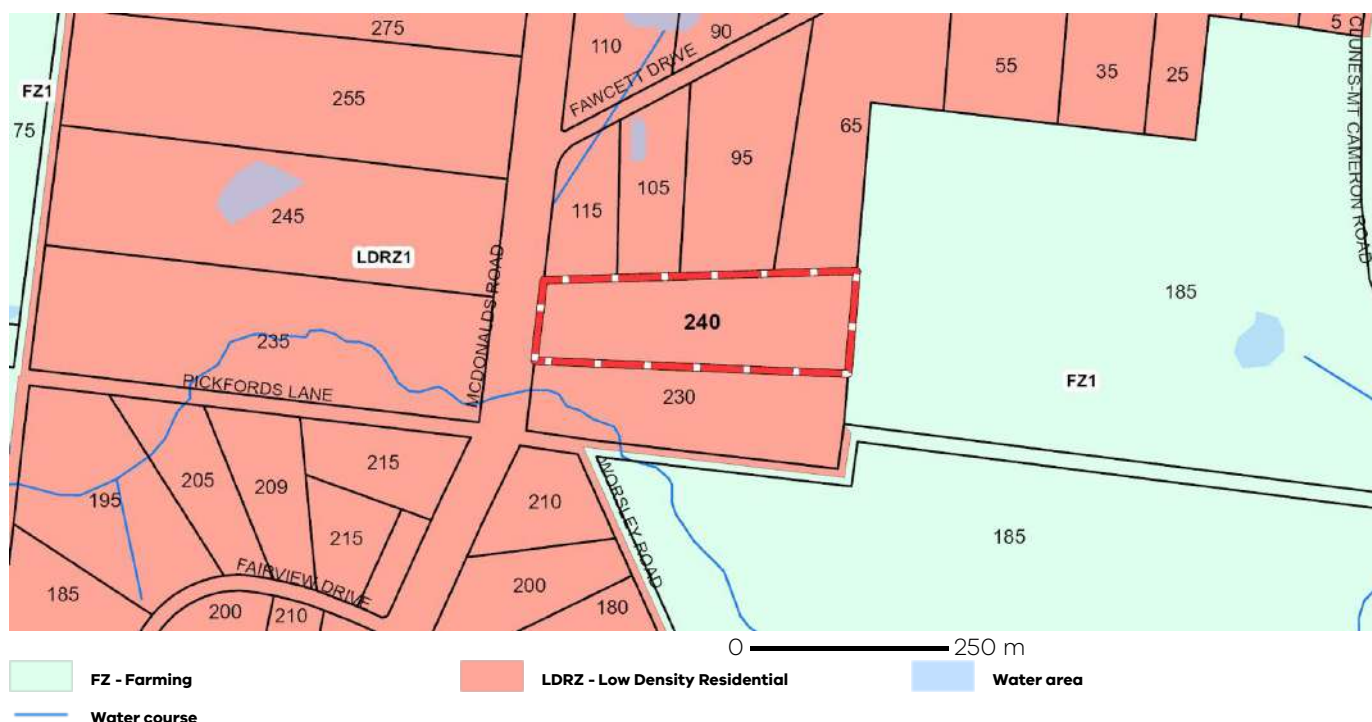 275
110
90
5
FZ1
255
FAWCETT DRIVE
55
35
25
CLUNES-MT CAMERON ROAD
75
65
95
105
245
115
LDRZ1
MCDONALDS ROAD
185
240
235
PICKFORDS LANE
230
FZ1
215
205
209
195
210
WORSLEY ROAD
185
215
FAIRVIEW DRIVE
185
200
210
200
180
0 250 m
FZ - Farming
LDRZ - Low Density Residential
Water area
Water course